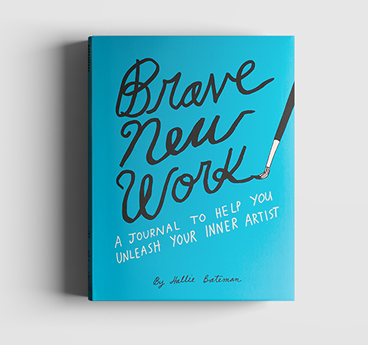 Brave
New
Work
A JOURNAL TO HELP YOU
UNLEASH YOUR INNER ARTIST
By Hallie Bateman